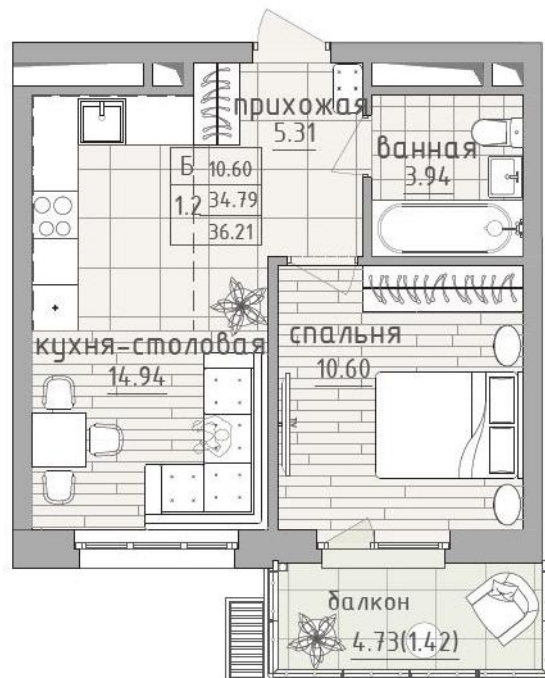 прихожая
5.31
ванная
3.94
Б 10.60
1.2 34.79
36.21
кухня-столовая
14.94
спальня
10.60
TV
балкон
4.73(1.42)